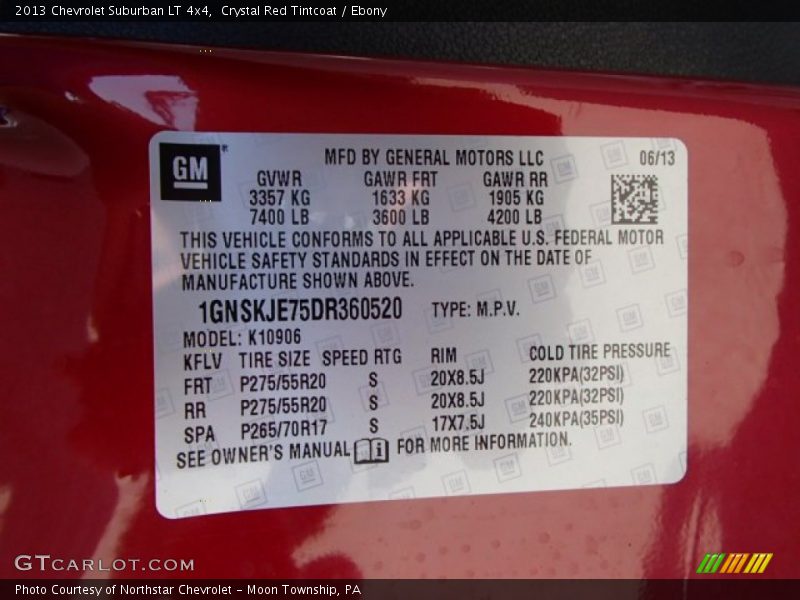 2013 Chevrolet Suburban LT 4x4,  Crystal Red Tintcoat / Ebony
GM
MFD BY GENERAL MOTORS LLC 06/13
GVWR GAWR FRT GAWR RR
3357 KG 1633 KG 1905 KG
7400 LB 3600 LB 4200 LB
THIS VEHICLE CONFORMS TO ALL APPLICABLE U.S. FEDERAL MOTOR
VEHICLE SAFETY STANDARDS IN EFFECT ON THE DATE OF
MANUFACTURE SHOWN ABOVE.
1GNSKJE75DR360520 TYPE: M.P.V.
MODEL: K10906
KFLV TIRE SIZE SPEED RTG RIM COLD TIRE PRESSURE
FRT P275/55R20 S 20X8.5J 220KPA(32PSI)
RR P275/55R20 S 20X8.5J 220KPA(32PSI)
SPA P265/70R17 S 17X7.5J 240KPA(35PSI)
SEE OWNER'S MANUAL FOR MORE INFORMATION.
GTCARLOT.COM
Photo Courtesy of Northstar Chevrolet - Moon Township, PA